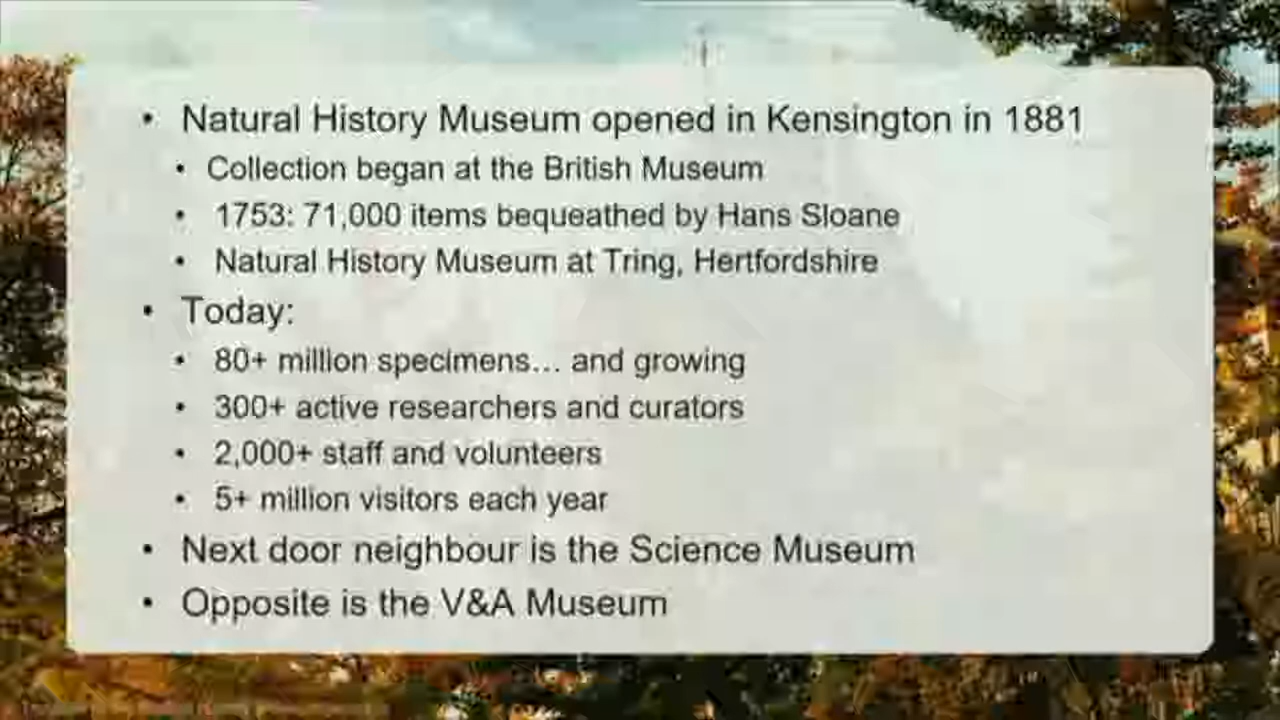 • Natural History Museum opened in Kensington in 1881
• Collection began at the British Museum
• 1753: 71,000 items bequeathed by Hans Sloane
• Natural History Museum at Tring, Hertfordshire
• Today:
• 80+ million specimens… and growing
• 300+ active researchers and curators
• 2,000+ staff and volunteers
• 5+ million visitors each year
• Next door neighbour is the Science Museum
• Opposite is the V&A Museum